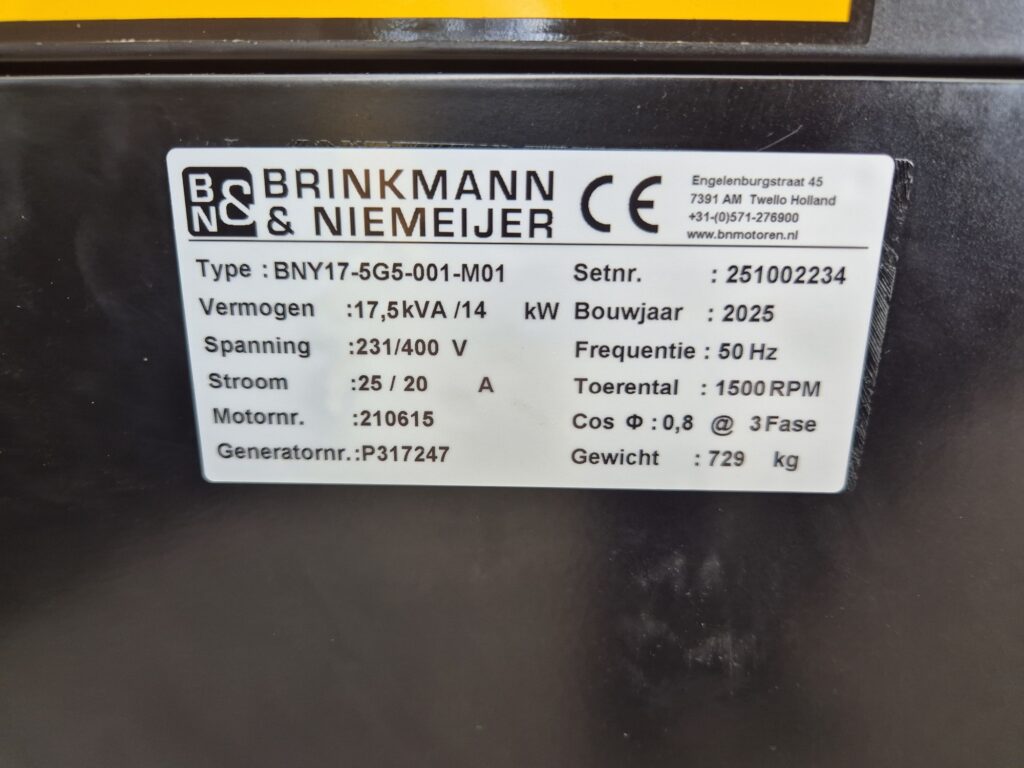 B&N BRINKMANN & NIEMEIJER
CE
Engelenburgstraat 45
7391 AM Twello Holland
+31-(0)571-276900
www.bnmotoren.nl
Type : BNY17-5G5-001-M01
Vermogen :17,5kVA /14 kW
Spanning :231/400 V
Stroom :25 / 20 A
Motornr. :210615
Generatornr.:P317247
Setnr. : 251002234
Bouwjaar : 2025
Frequentie : 50 Hz
Toerental : 1500 RPM
Cos Φ : 0,8 @ 3 Fase
Gewicht : 729 kg